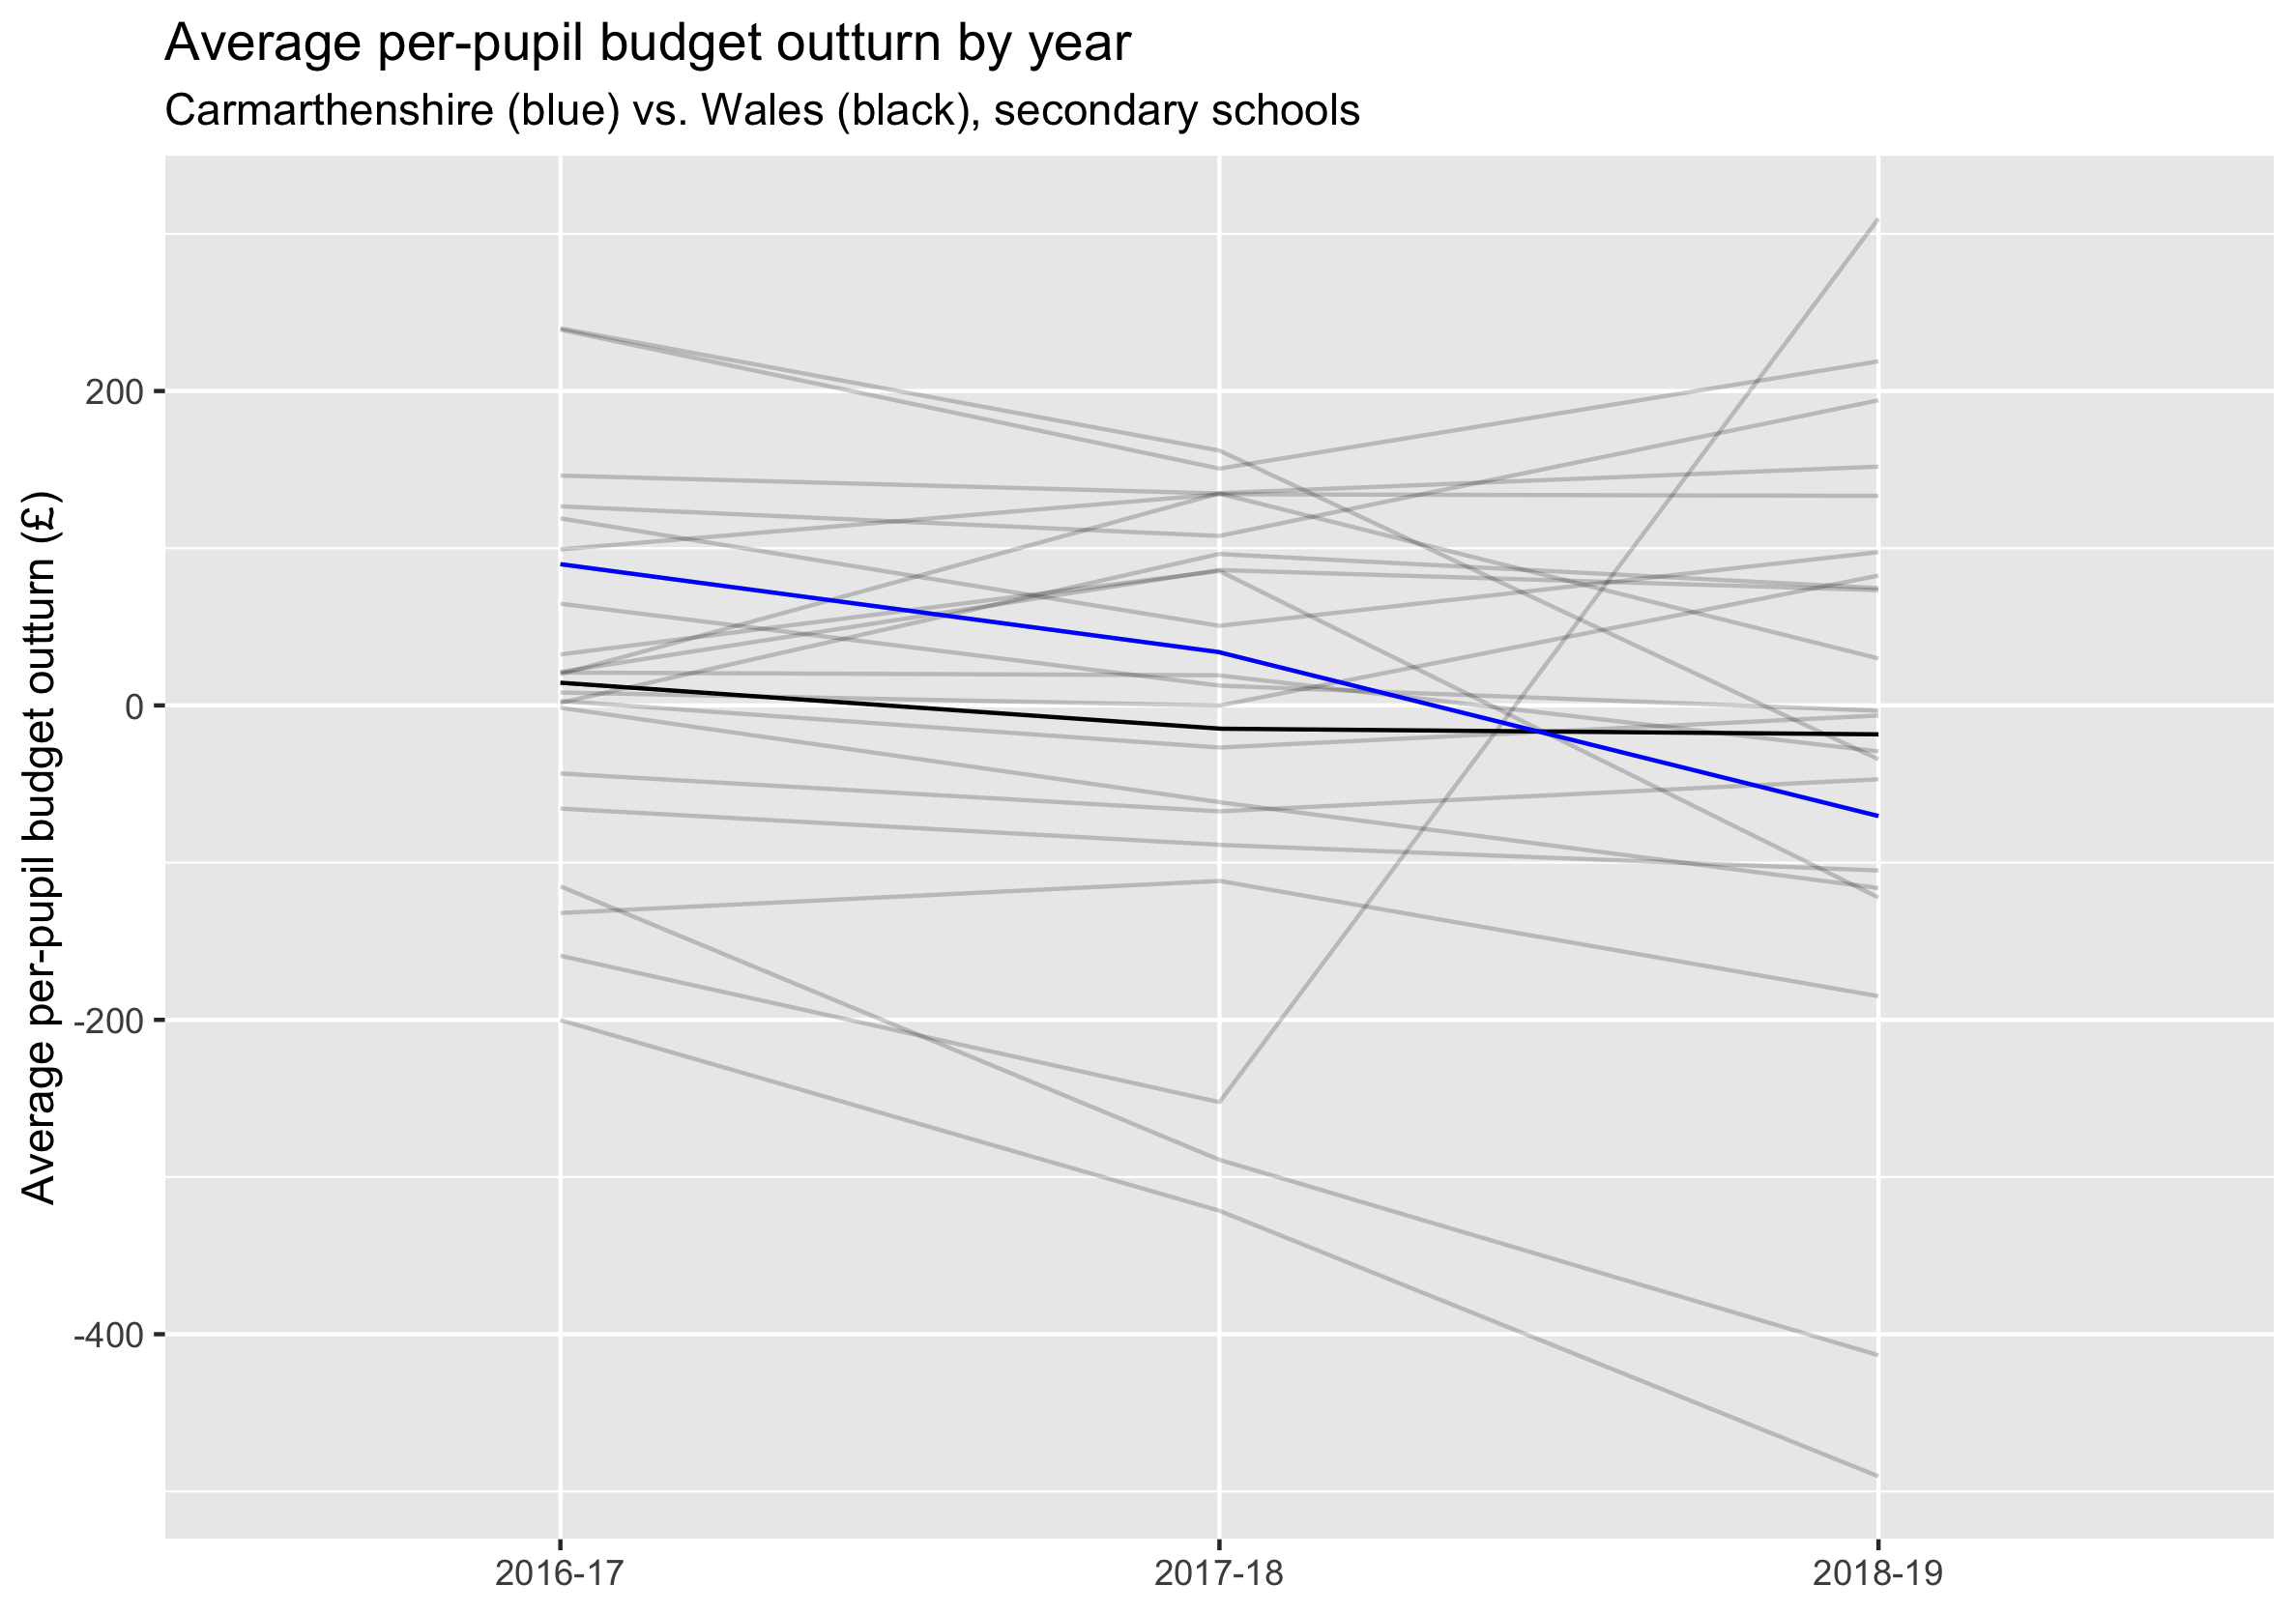 Average per-pupil budget outturn by year
Carmarthenshire (blue) vs. Wales (black), secondary schools
Average per-pupil budget outturn (£)
200
0
-200
-400
2016-17
2017-18
2018-19